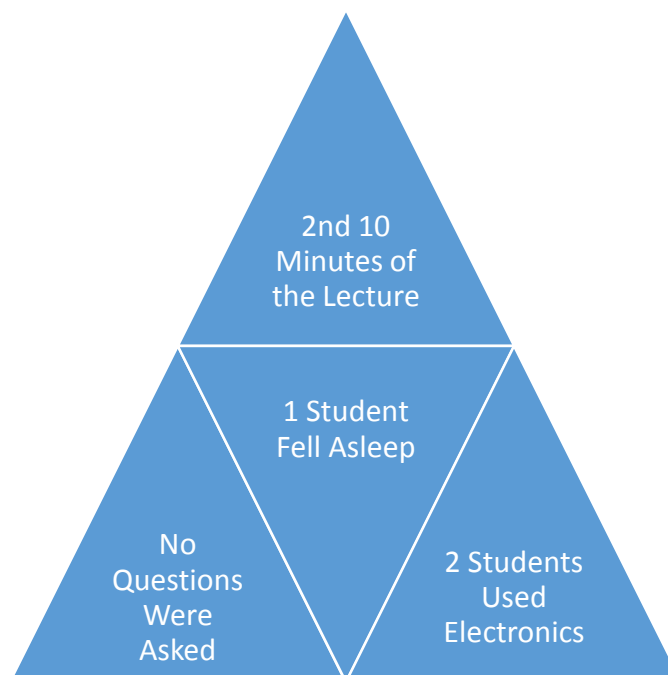 2nd 10
Minutes of
the Lecture
1 Student
Fell Asleep
No
Questions
Were
Asked
2 Students
Used
Electronics